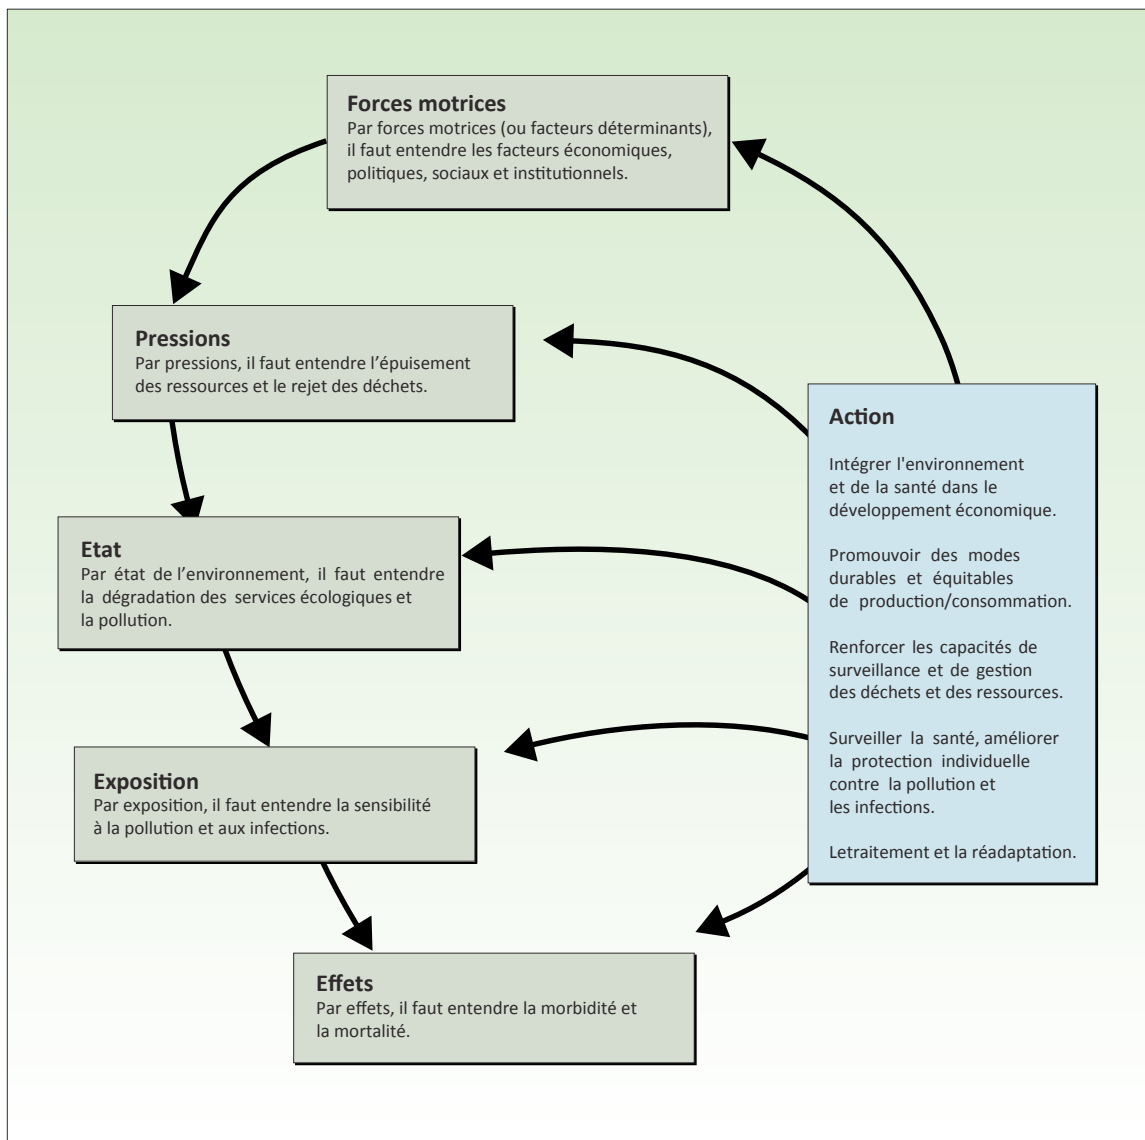 Forces motrices
Par forces motrices (ou facteurs déterminants),
il faut entendre les facteurs économiques,
politiques, sociaux et institutionnels.
Pressions
Par pressions, il faut entendre l’épuisement
des ressources et le rejet des déchets.
Etat
Par état de l’environnement, il faut entendre
la dégradation des services écologiques et
la pollution.
Exposition
Par exposition, il faut entendre la sensibilité
à la pollution et aux infections.
Effets
Par effets, il faut entendre la morbidité et
la mortalité.
Action
Intégrer l'environnement
et de la santé dans le
développement économique.
Promouvoir des modes
durables et équitables
de production/consommation.
Renforcer les capacités de
surveillance et de gestion
des déchets et des ressources.
Surveiller la santé, améliorer
la protection individuelle
contre la pollution et
les infections.
Letraitement et la réadaptation.